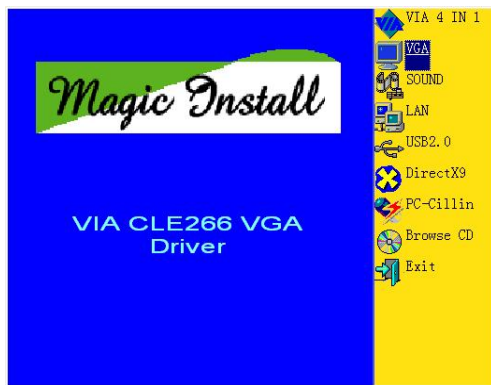 Magic Install
VIA CLE266 VGA
Driver
VIA 4 IN 1
VGA
SOUND
LAN
USB2.0
DirectX9
PC-Cillin
Browse CD
Exit